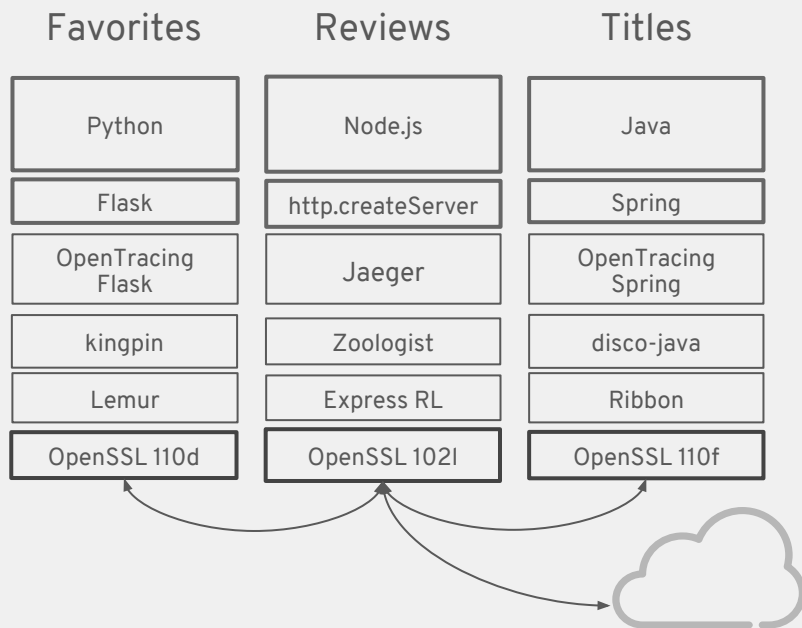 Favorites
Reviews
Titles
Python
Node.js
Java
Flask
http.createServer
Spring
OpenTracing
Flask
Jaeger
OpenTracing
Spring
kingpin
Zoologist
disco-java
Lemur
Express RL
Ribbon
OpenSSL 110d
OpenSSL 102l
OpenSSL 110f